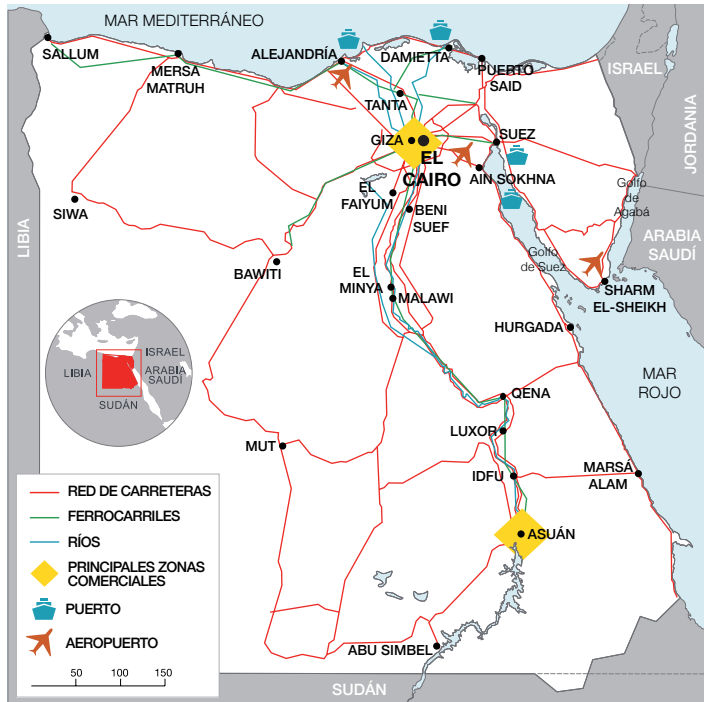 MAR MEDITERRÁNEO
SALLUM
MERSA
MATRUH
ALEJANDRÍA
DAMIETTA
PUERTO
SAID
ISRAEL
JORDANIA
TANTA
GIZA
EL
CAIRO
SUEZ
AIN SOKHNA
SIWA
EL
FAIYUM
BENI
SUEF
Golfo
de
Agabá
LIBIA
ARABIA
SAUDÍ
Golfo
de Suez
BAWITI
EL
MINYA
MALAWI
SHARM
EL-SHEIKH
HURGADA
LIBIA
ISRAEL
ARABIA
SAUDÍ
SUDÁN
MAR
ROJO
QENA
LUXOR
MUT
IDFU
MARSÁ
ALAM
ASUÁN
ABU SIMBEL
RED DE CARRETERAS
FERROCARRILES
RÍOS
PRINCIPALES ZONAS
COMERCIALES
PUERTO
AEROPUERTO
50 100 150
SUDÁN